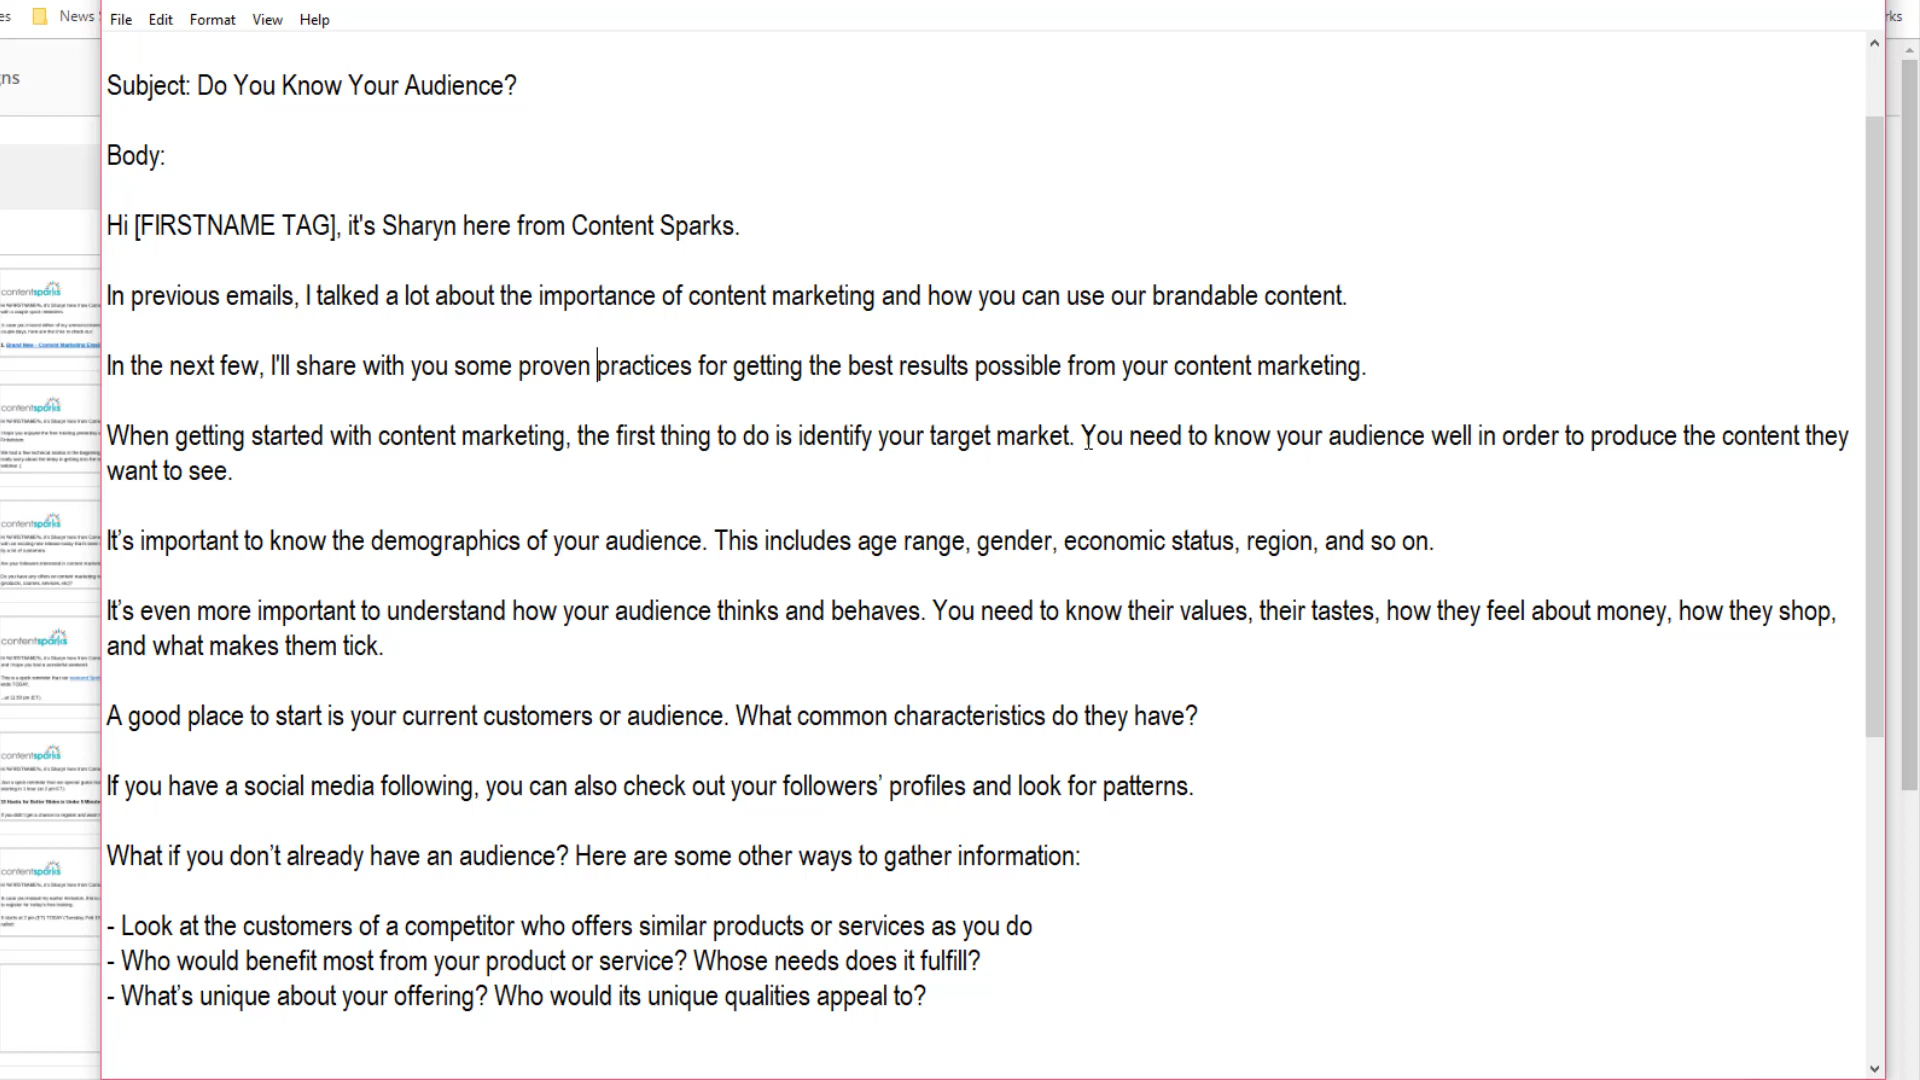 es
News
File Edit Format View Help
rks
ns
Subject: Do You Know Your Audience?
Body:
Hi [FIRSTNAME TAG], it's Sharyn here from Content Sparks.
In previous emails, I talked a lot about the importance of content marketing and how you can use our brandable content.
In the next few, I'll share with you some proven practices for getting the best results possible from your content marketing.
When getting started with content marketing, the first thing to do is identify your target market. You need to know your audience well in order to produce the content they
want to see.
It’s important to know the demographics of your audience. This includes age range, gender, economic status, region, and so on.
It’s even more important to understand how your audience thinks and behaves. You need to know their values, their tastes, how they feel about money, how they shop,
and what makes them tick.
A good place to start is your current customers or audience. What common characteristics do they have?
If you have a social media following, you can also check out your followers’ profiles and look for patterns.
What if you don’t already have an audience? Here are some other ways to gather information:
- Look at the customers of a competitor who offers similar products or services as you do
- Who would benefit most from your product or service? Whose needs does it fulfill?
- What’s unique about your offering? Who would its unique qualities appeal to?
contentsparks
contentsparks
contentsparks
contentsparks
contentsparks
contentsparks